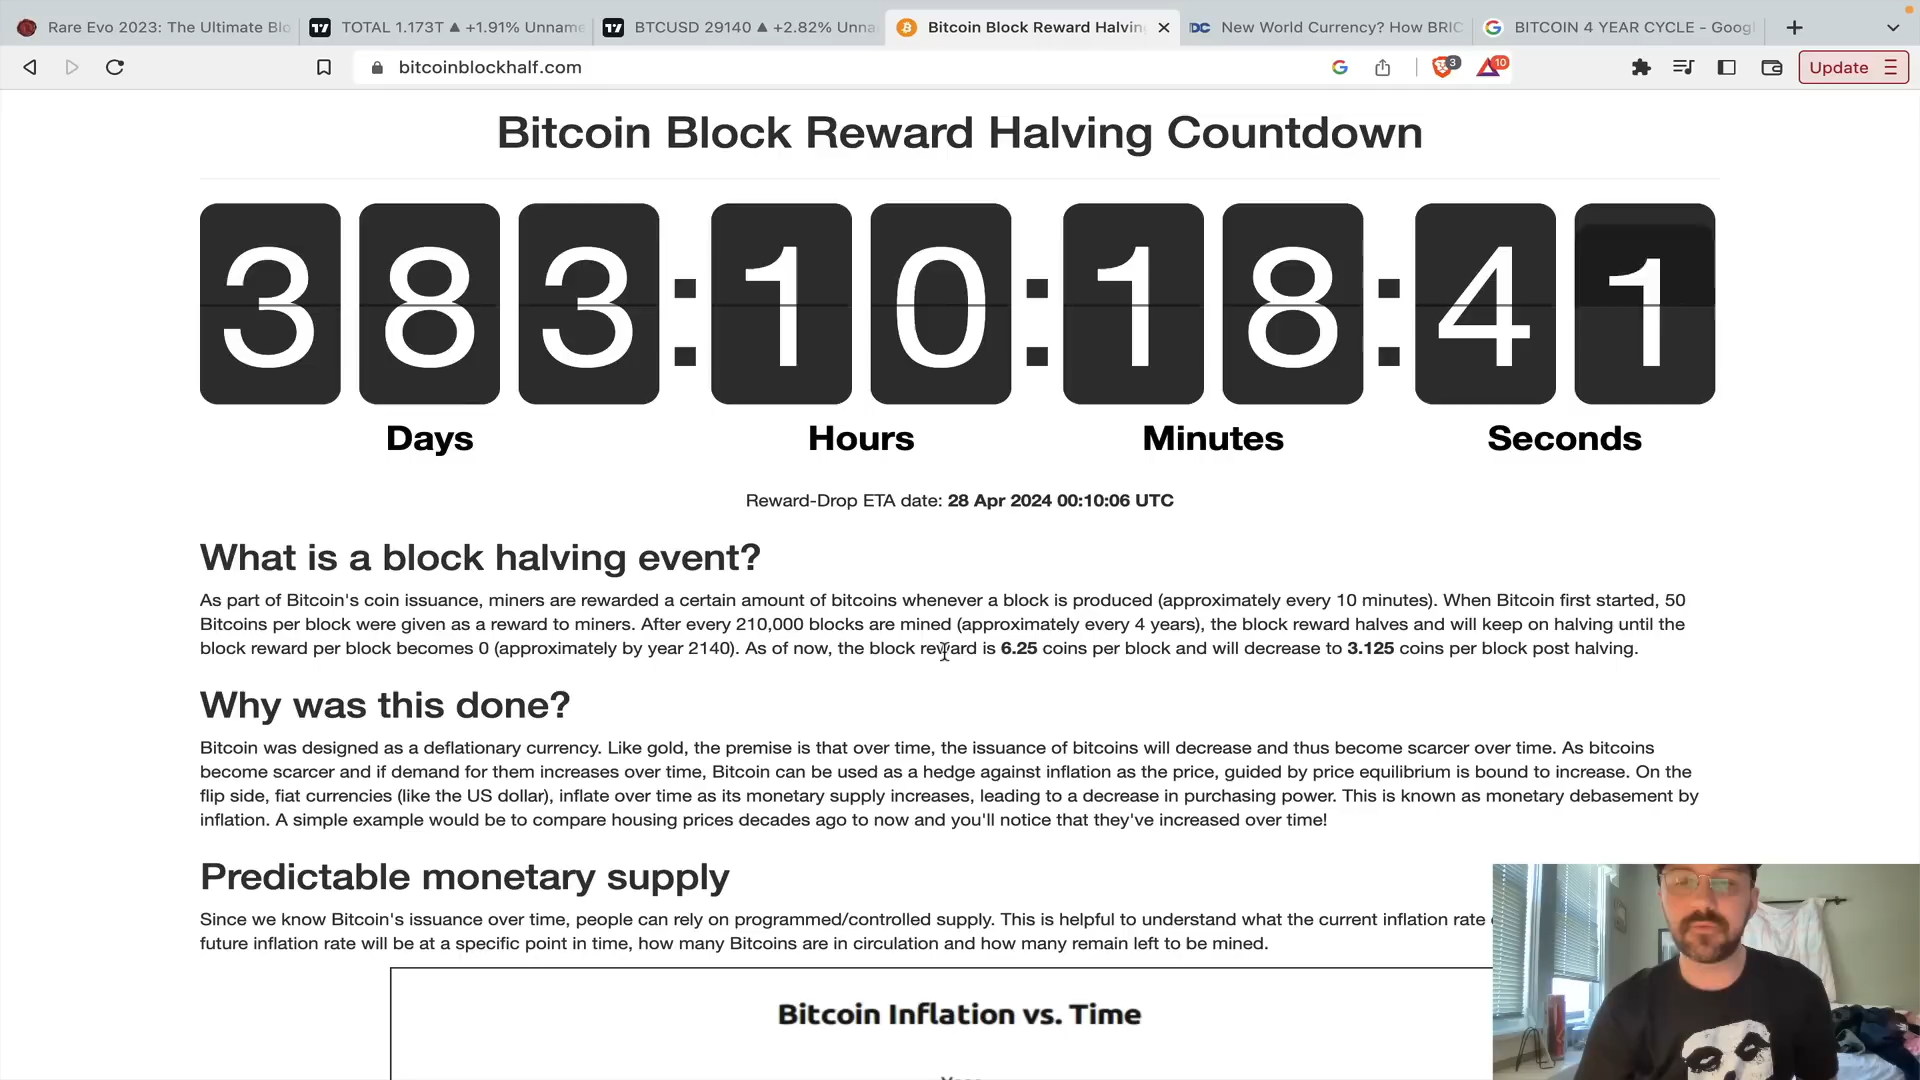 Rare Evo 2023: The Ultimate Blo
TOTAL 1.173T ▲ +1.91% Unname
BTCUSD 29140 ▲ +2.82% Unna
Bitcoin Block Reward Halving
New World Currency? How BRIC
BITCOIN 4 YEAR CYCLE - Googl
bitcoinblockhalf.com
3
10
Update
Bitcoin Block Reward Halving Countdown
383:10:18:41
Days Hours Minutes Seconds
Reward-Drop ETA date: 28 Apr 2024 00:10:06 UTC
What is a block halving event?
As part of Bitcoin's coin issuance, miners are rewarded a certain amount of bitcoins whenever a block is produced (approximately every 10 minutes). When Bitcoin first started, 50
Bitcoins per block were given as a reward to miners. After every 210,000 blocks are mined (approximately every 4 years), the block reward halves and will keep on halving until the
block reward per block becomes 0 (approximately by year 2140). As of now, the block reward is 6.25 coins per block and will decrease to 3.125 coins per block post halving.
Why was this done?
Bitcoin was designed as a deflationary currency. Like gold, the premise is that over time, the issuance of bitcoins will decrease and thus become scarcer over time. As bitcoins
become scarcer and if demand for them increases over time, Bitcoin can be used as a hedge against inflation as the price, guided by price equilibrium is bound to increase. On the
flip side, fiat currencies (like the US dollar), inflate over time as its monetary supply increases, leading to a decrease in purchasing power. This is known as monetary debasement by
inflation. A simple example would be to compare housing prices decades ago to now and you'll notice that they've increased over time!
Predictable monetary supply
Since we know Bitcoin's issuance over time, people can rely on programmed/controlled supply. This is helpful to understand what the current inflation rate
future inflation rate will be at a specific point in time, how many Bitcoins are in circulation and how many remain left to be mined.
Bitcoin Inflation vs. Time